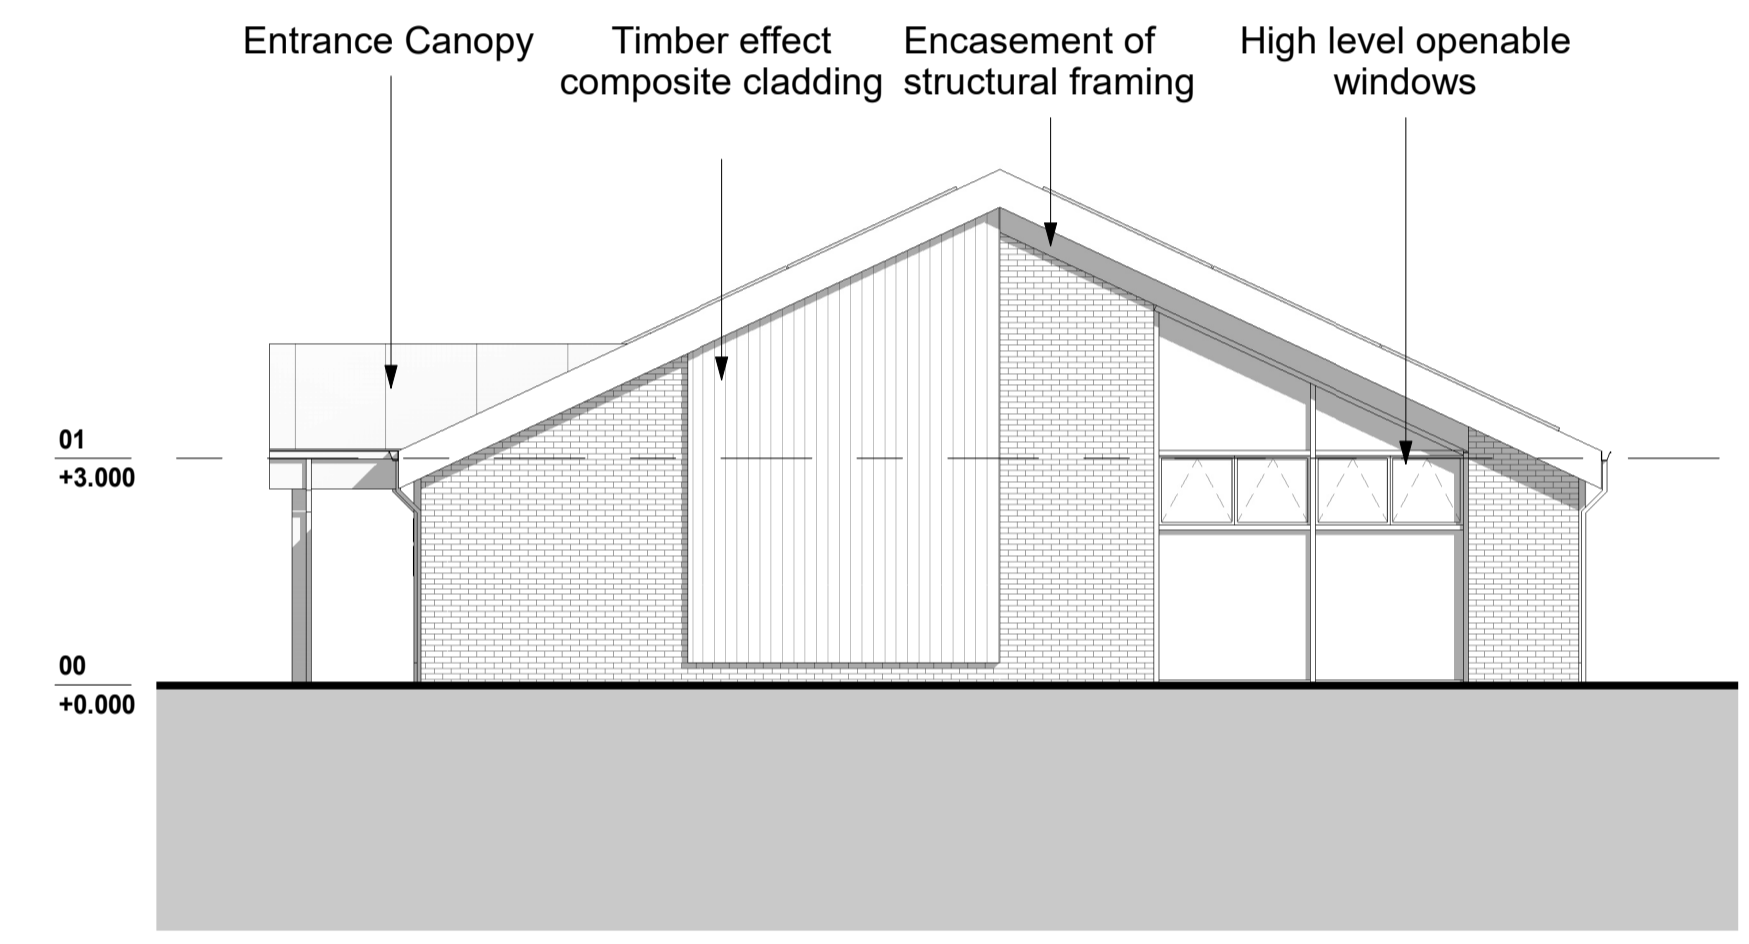 Entrance Canopy
Timber effect
composite cladding
Encasement of
structural framing
High level openable
windows
01
+3.000
00
+0.000